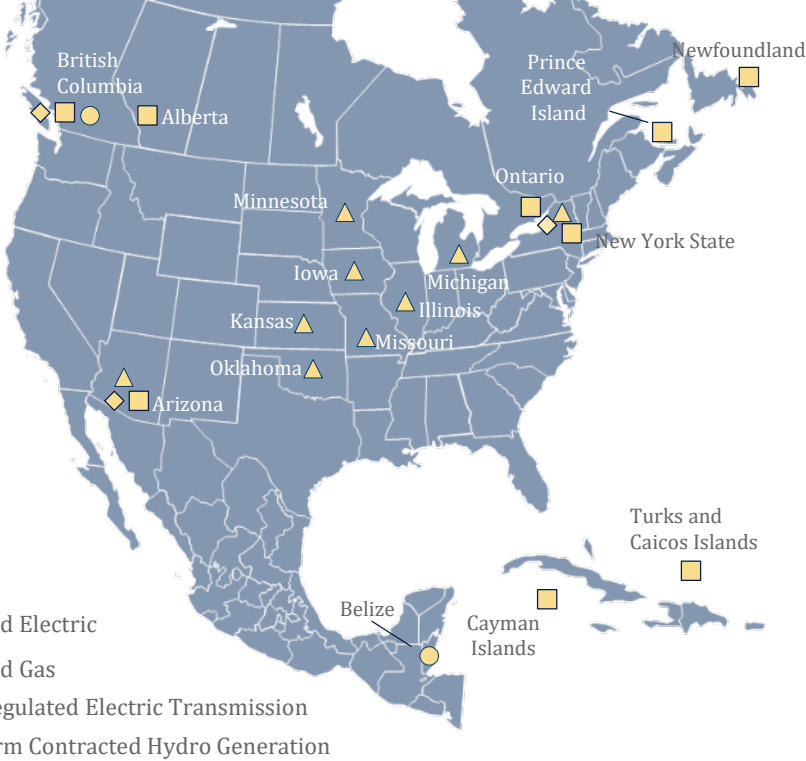 Newfoundland
British
Columbia
Prince
Edward
Island
Alberta
Ontario
Minnesota
New York State
Iowa
Michigan
Illinois
Kansas
Missouri
Oklahoma
Arizona
Turks and
Caicos Islands
Belize
Cayman
Islands
d Electric
d Gas
egulated Electric Transmission
rm Contracted Hydro Generation